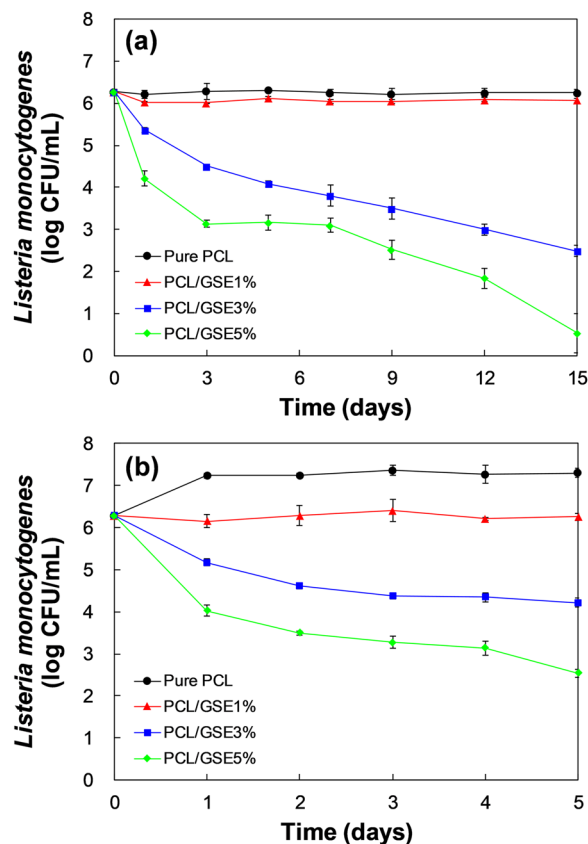 (a)
Listeria monocytogenes
(log CFU/mL)
8
7
6
5
4
3
2
1
0
Pure PCL
PCL/GSE1%
PCL/GSE3%
PCL/GSE5%
0 3 6 9 12 15
Time (days)
(b)
Listeria monocytogenes
(log CFU/mL)
8
7
6
5
4
3
2
1
0
Pure PCL
PCL/GSE1%
PCL/GSE3%
PCL/GSE5%
0 1 2 3 4 5
Time (days)